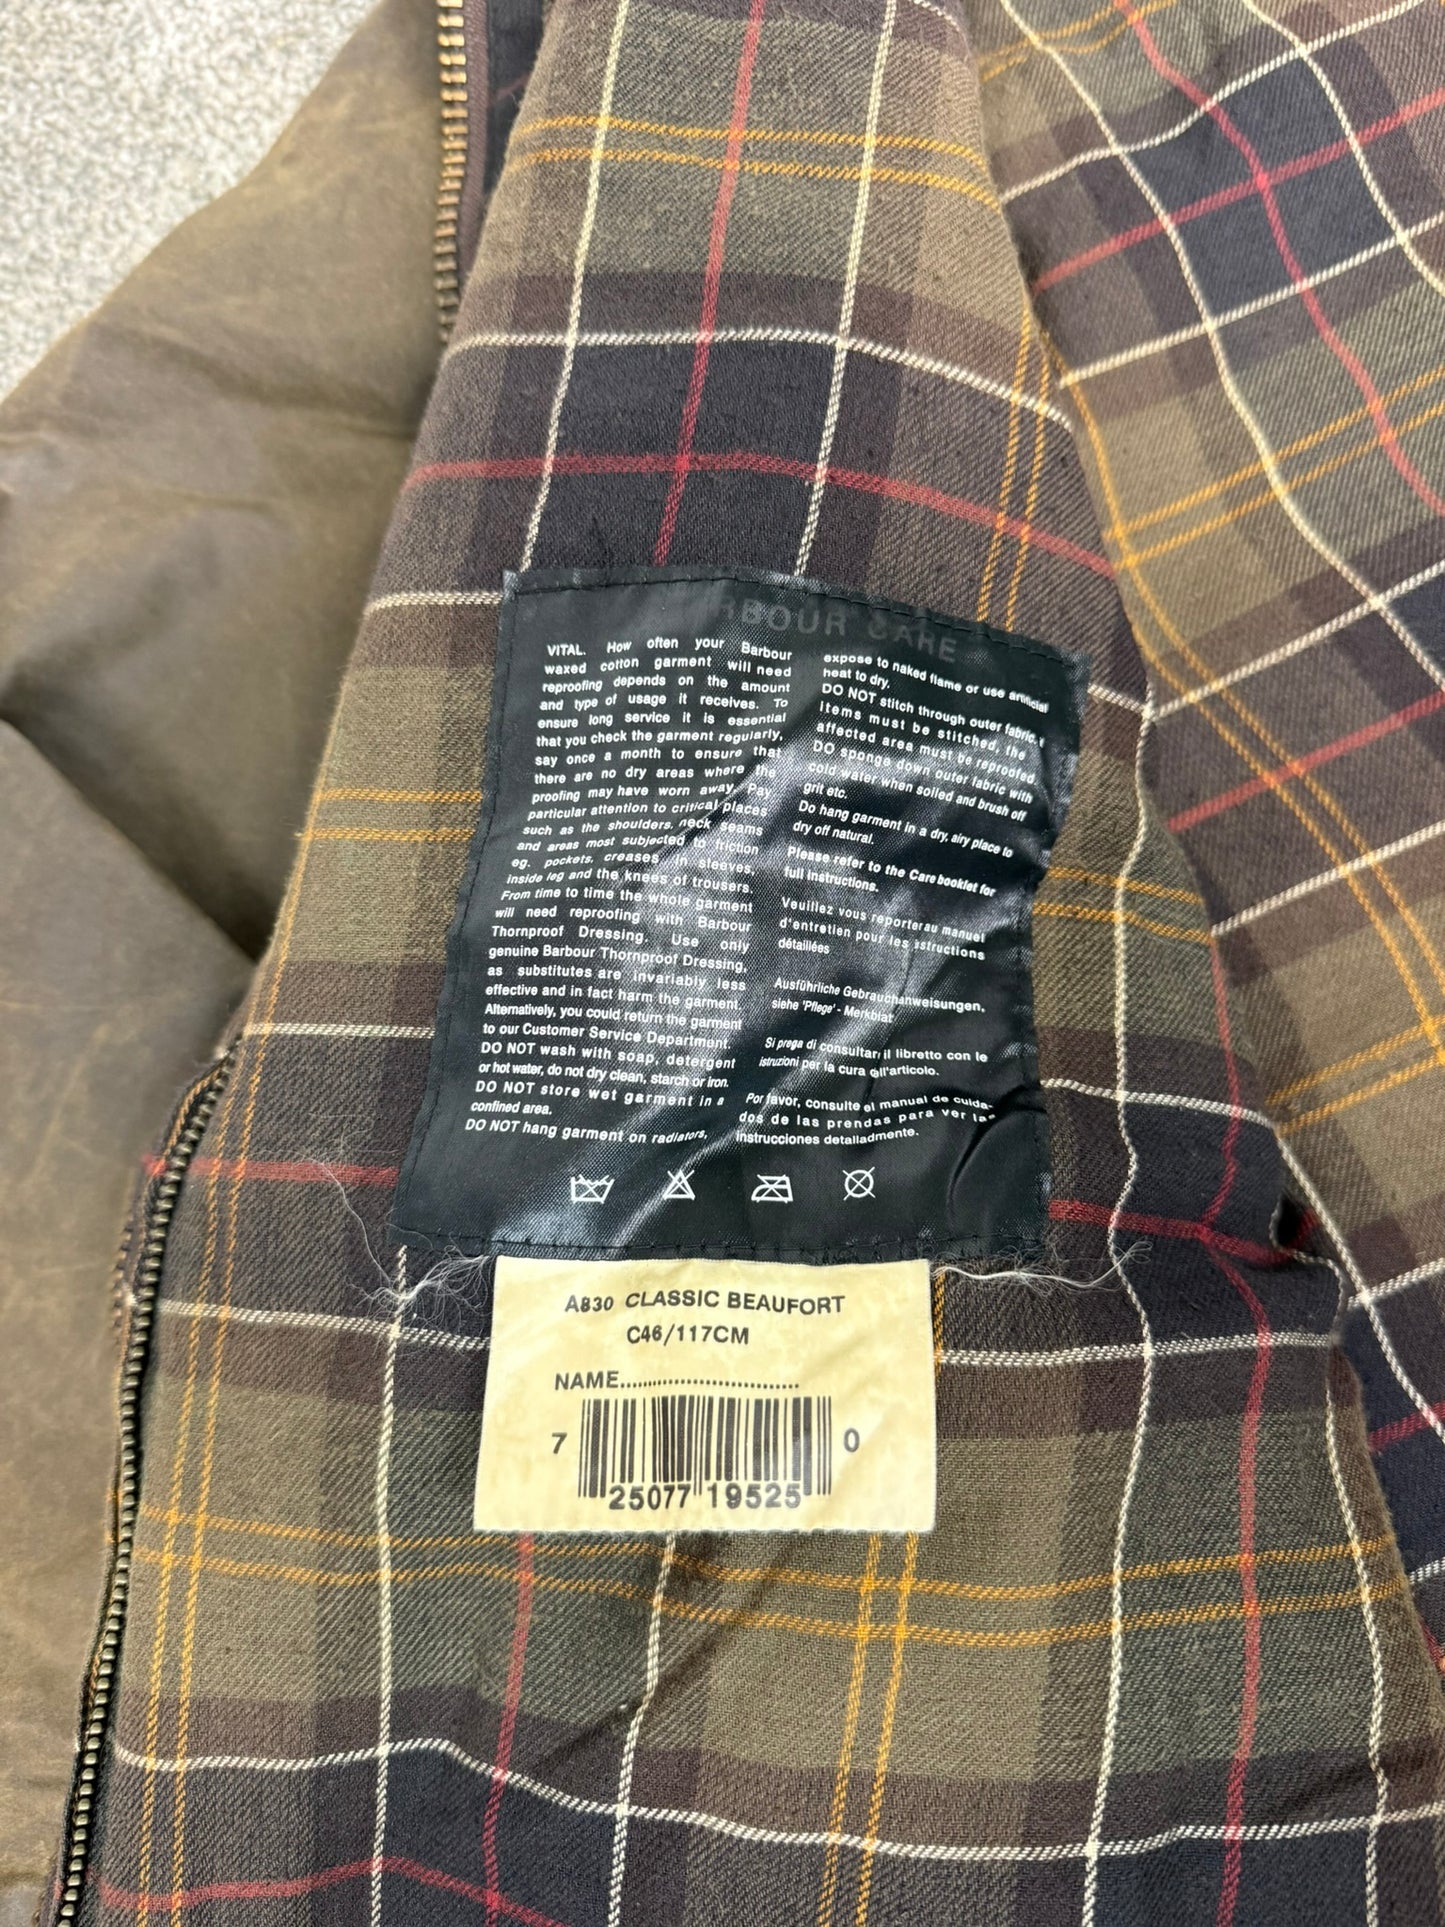 RBOUR CARE
VITAL. How often your Barbour
waxed cotton garment will need
reproofing depends on the amount
and type of usage it receives. To
ensure long service it is essential
that you check the garment regularly,
say once a month to ensure that
there are no dry areas where the
proofing may have worn away. Pay
particular attention to critical places
such as the shoulders, neck seams
and areas most subjected to friction
eg. pockets, creases in sleeves,
inside leg and the knees of trousers.
From time to time the whole garment
will need reproofing with Barbour
Thornproof Dressing. Use only
genuine Barbour Thornproof Dressing,
as substitutes are invariably less
effective and in fact harm the garment.
Alternatively, you could return the garment
to our Customer Service Department.
DO NOT wash with soap, detergent
or hot water, do not dry clean, starch or iron.
DO NOT store wet garment in a
confined area.
DO NOT hang garment on radiators,
expose to naked flame or use artificial
heat to dry.
DO NOT stitch through outer fabric,
items must be stitched, the
affected area must be reproofed.
DO sponge down outer fabric with
cold water when soiled and brush off
grit etc.
Do hang garment in a dry, airy place to
dry off natural.
Please refer to the Care booklet for
full instructions.
Veuillez vous reporter au manuel
d'entretien pour les instructions
détaillées
Ausführliche Gebrauchanweisungen,
siehe 'Pflege' - Merkblat
Si prega di consultari il libretto con le
istruzioni per la cura dell'articolo.
Por favor, consulte el manual de cuida-
dos de las prendas para ver las
instrucciones detalladmente.
A830 CLASSIC BEAUFORT
C46/117CM
NAME............................
7 25077 19525 0